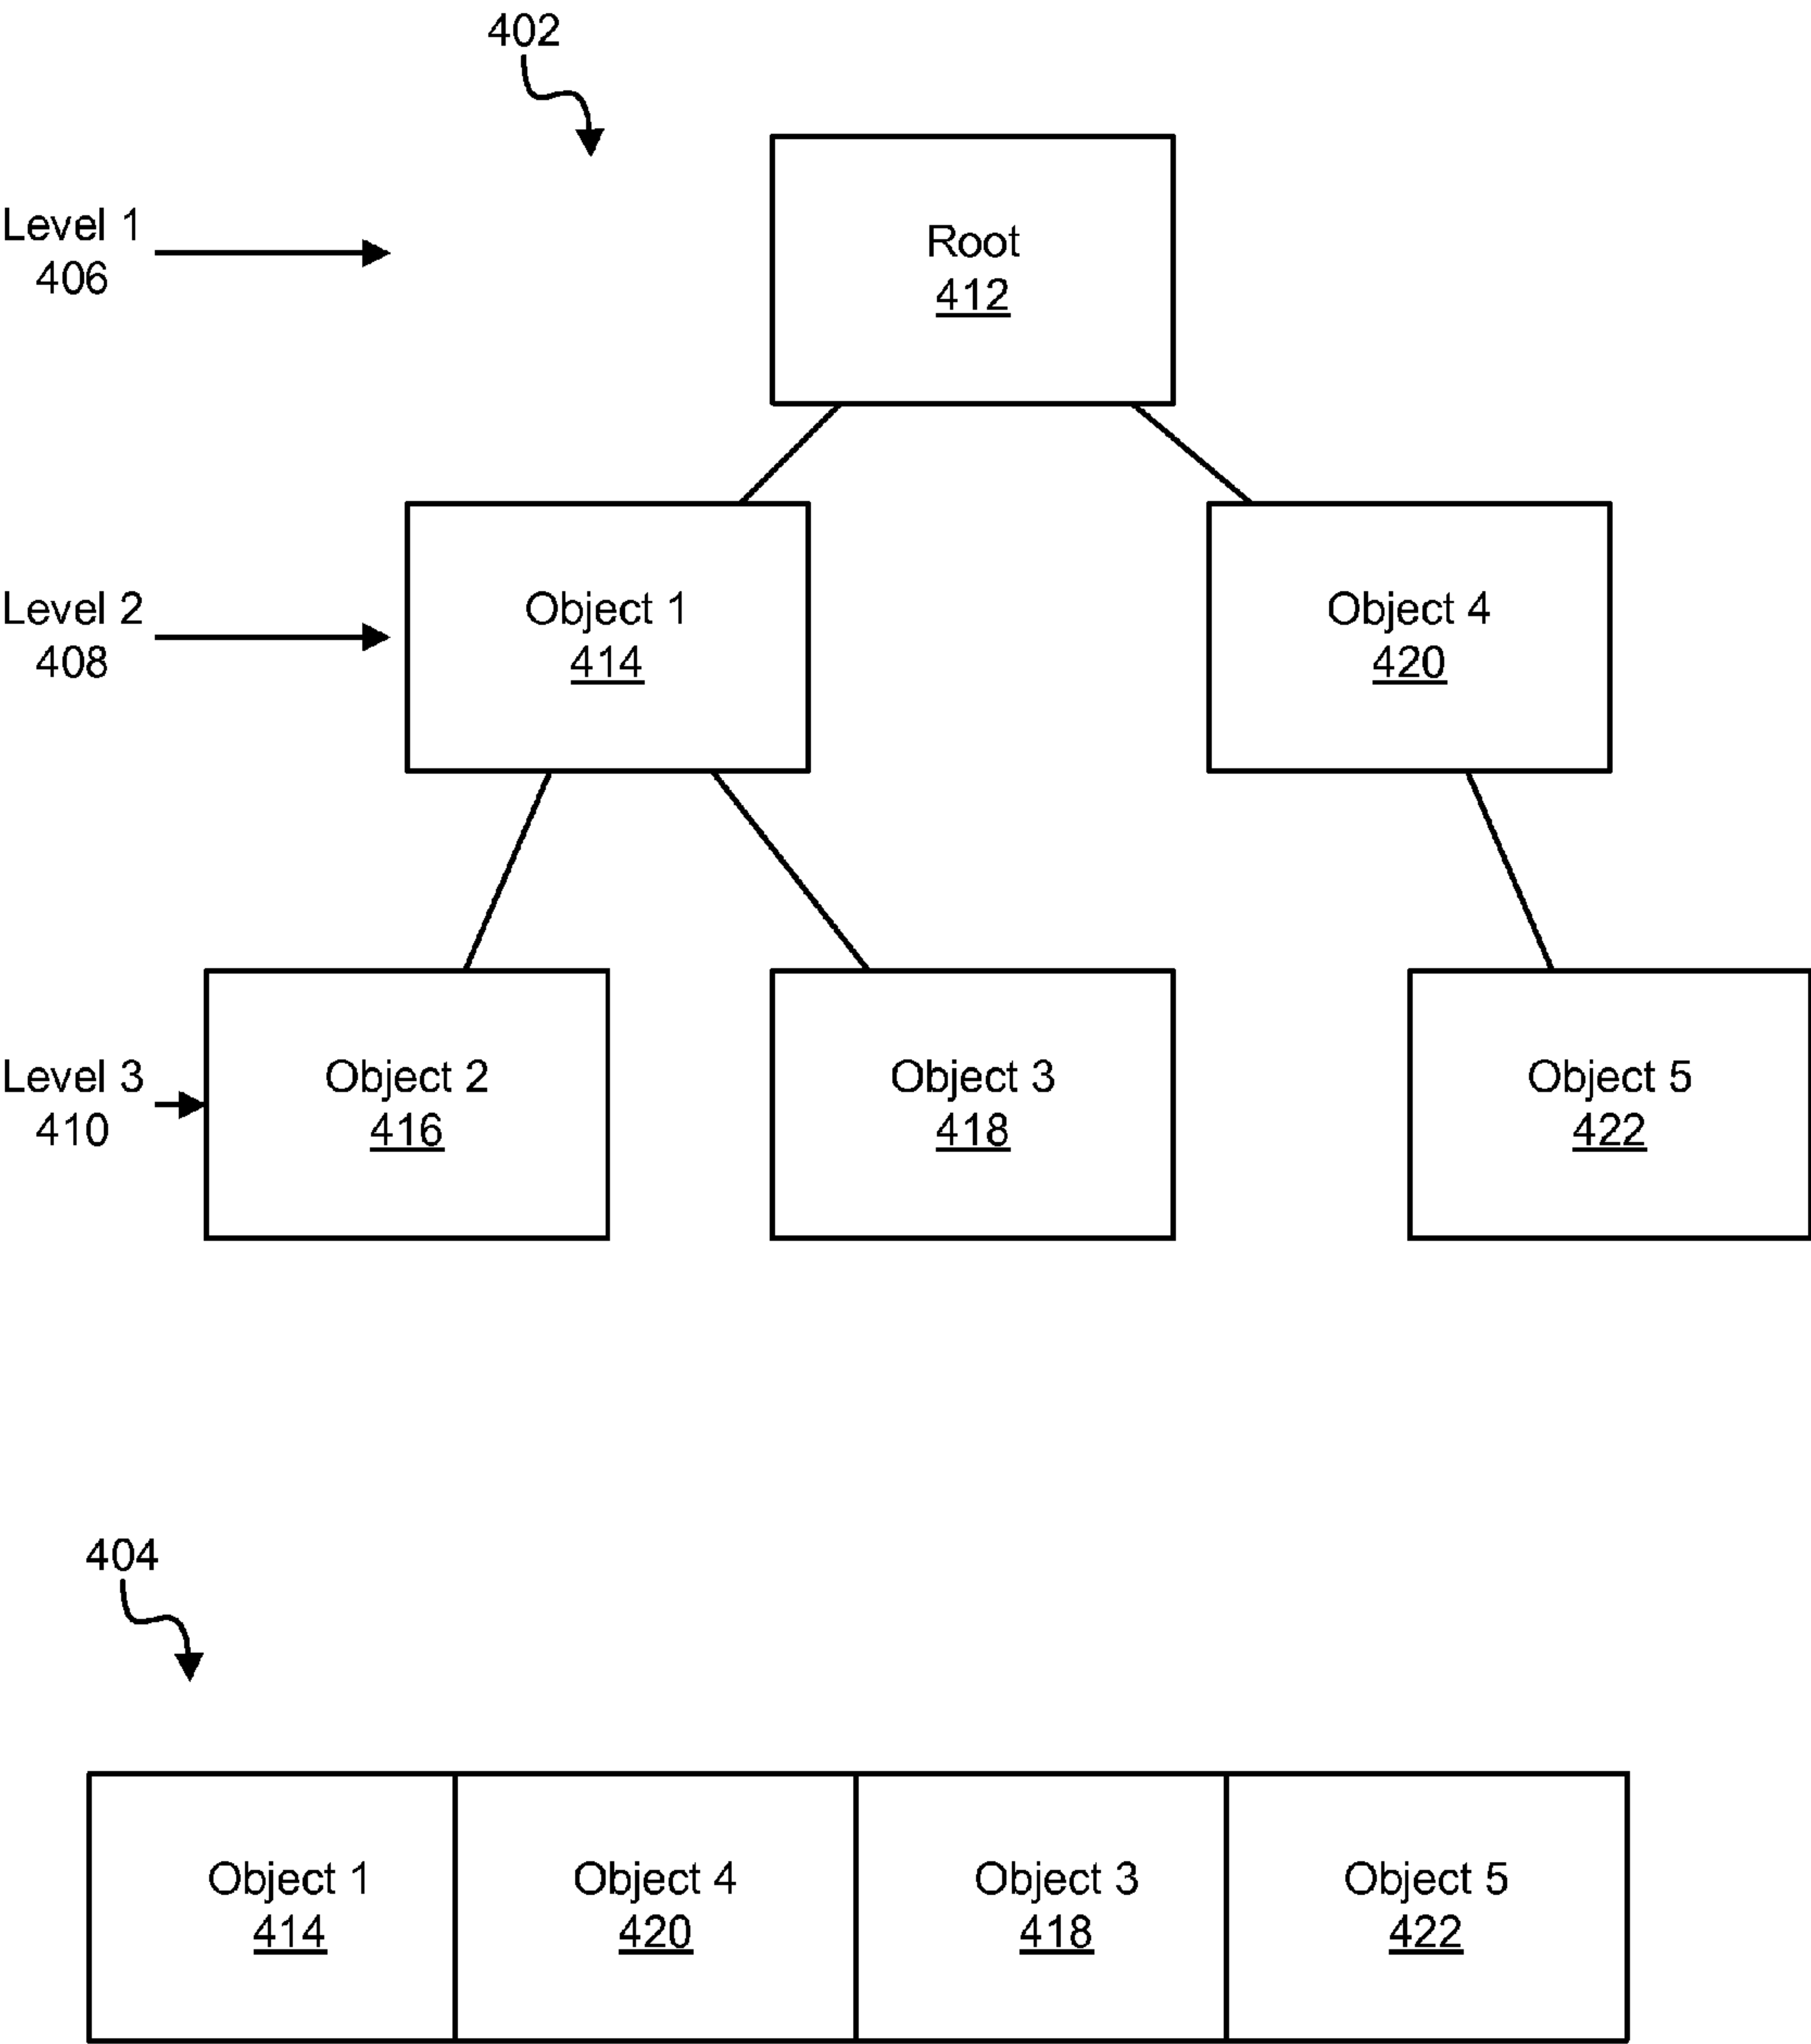 402
Level 1
406
Root
412
Level 2
408
Object 1
414
Object 4
420
Level 3
410
Object 2
416
Object 3
418
Object 5
422
404
Object 1
414
Object 4
420
Object 3
418
Object 5
422